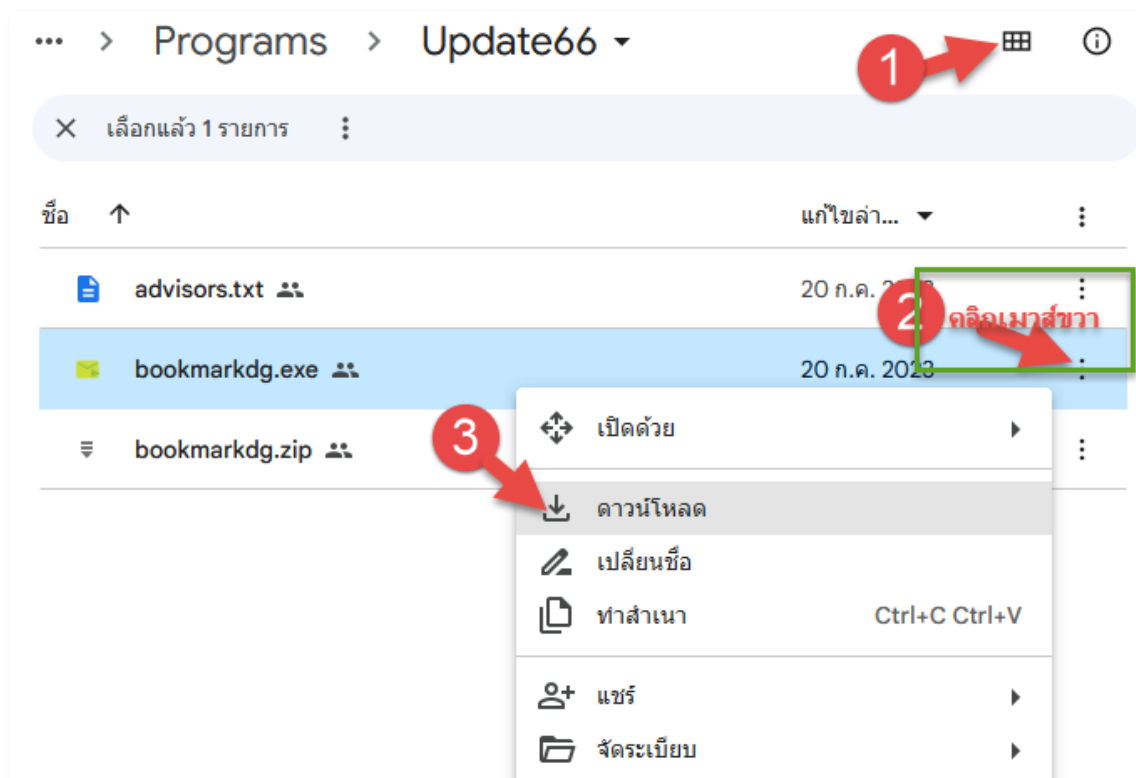 Programs > Update66
1
เลือกแล้ว 1 รายการ
ชื่อ
แก้ไขล่า...
advisors.txt
20 ก.ค.
2
คลิกเมาส์ขวา
bookmarkdg.exe
20 ก.ค. 2023
bookmarkdg.zip
3
เปิดด้วย
ดาวน์โหลด
เปลี่ยนชื่อ
ทำสำเนา Ctrl+C Ctrl+V
แชร์
จัดระเบียบ